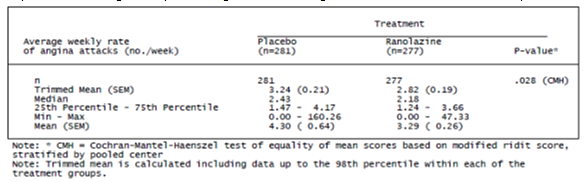 Treatment
Average weekly rate of angina attacks (no./week) Placebo (n=281) Ranolazine (n=277) P-value*
n 281 277 .028 (CMH)
Trimmed Mean (SEM) 3.24 (0.21) 2.82 (0.19)
Median 2.43 2.18
25th Percentile - 75th Percentile 1.47 - 4.17 1.24 - 3.66
Min - Max 0.00 - 160.26 0.00 - 47.33
Mean (SEM) 4.30 ( 0.64) 3.29 ( 0.26)
Note: * CMH = Cochran-Mantel-Haenszel test of equality of mean scores based on modified ridit score,
stratified by pooled center
Note: Trimmed mean is calculated including data up to the 98th percentile within each of the
treatment groups.